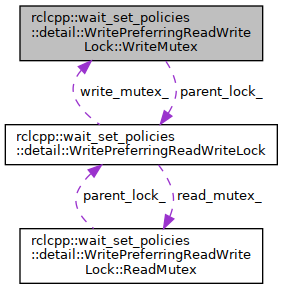 rclcpp::wait_set_policies
::detail::WritePreferringReadWrite
Lock::WriteMutex
write_mutex_ parent_lock_
rclcpp::wait_set_policies
::detail::WritePreferringReadWriteLock
parent_lock_ read_mutex_
rclcpp::wait_set_policies
::detail::WritePreferringReadWrite
Lock::ReadMutex